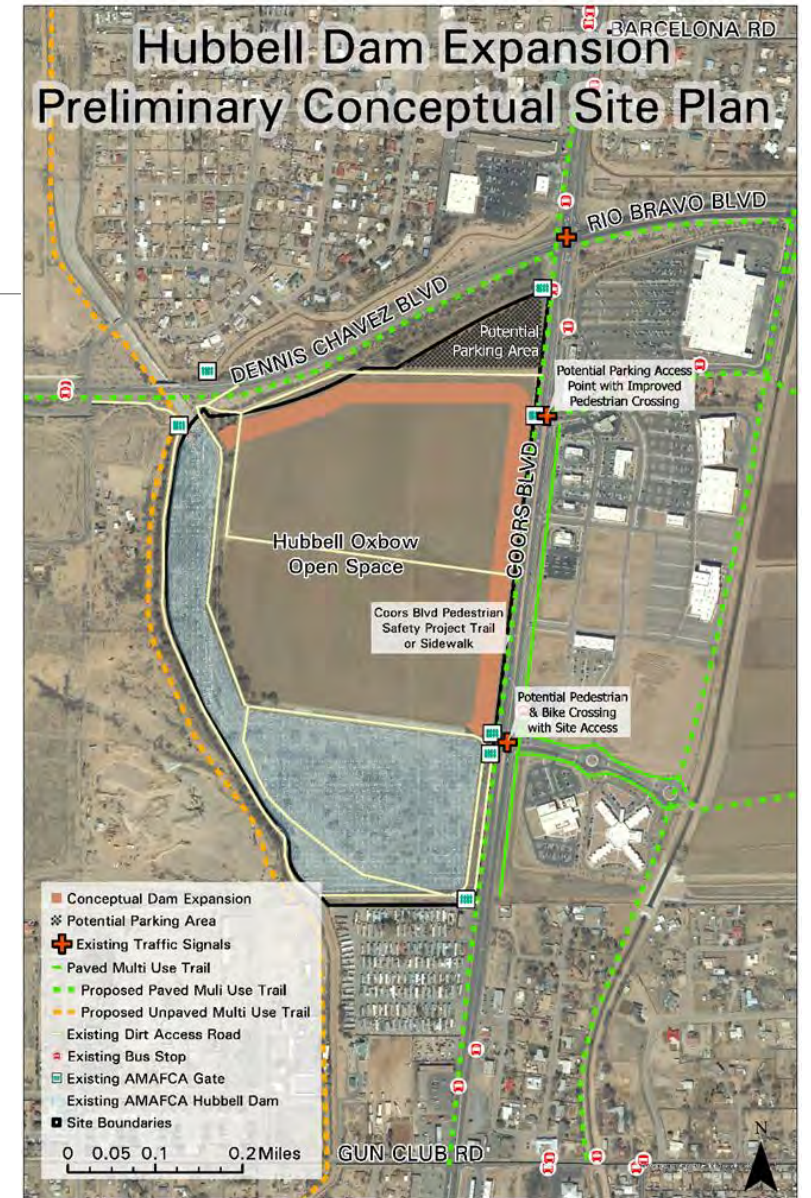 Hubbell Dam Expansion
Preliminary Conceptual Site Plan
BARCELONA RD
RIO BRAVO BLVD
DENNIS CHAVEZ BLVD
Potential
Parking Area
Potential Parking Access
Point with Improved
Pedestrian Crossing
COORS BLVD
Hubbell Oxbow
Open Space
Coors Blvd Pedestrian
Safety Project Trail
or Sidewalk
Potential Pedestrian
& Bike Crossing
with Site Access
Conceptual Dam Expansion
Potential Parking Area
Existing Traffic Signals
Paved Multi Use Trail
Proposed Paved Muli Use Trail
Proposed Unpaved Multi Use Trail
Existing Dirt Access Road
Existing Bus Stop
Existing AMAFCA Gate
Existing AMAFCA Hubbell Dam
Site Boundaries
0 0.05 0.1 0.2 Miles
GUN CLUB RD
N